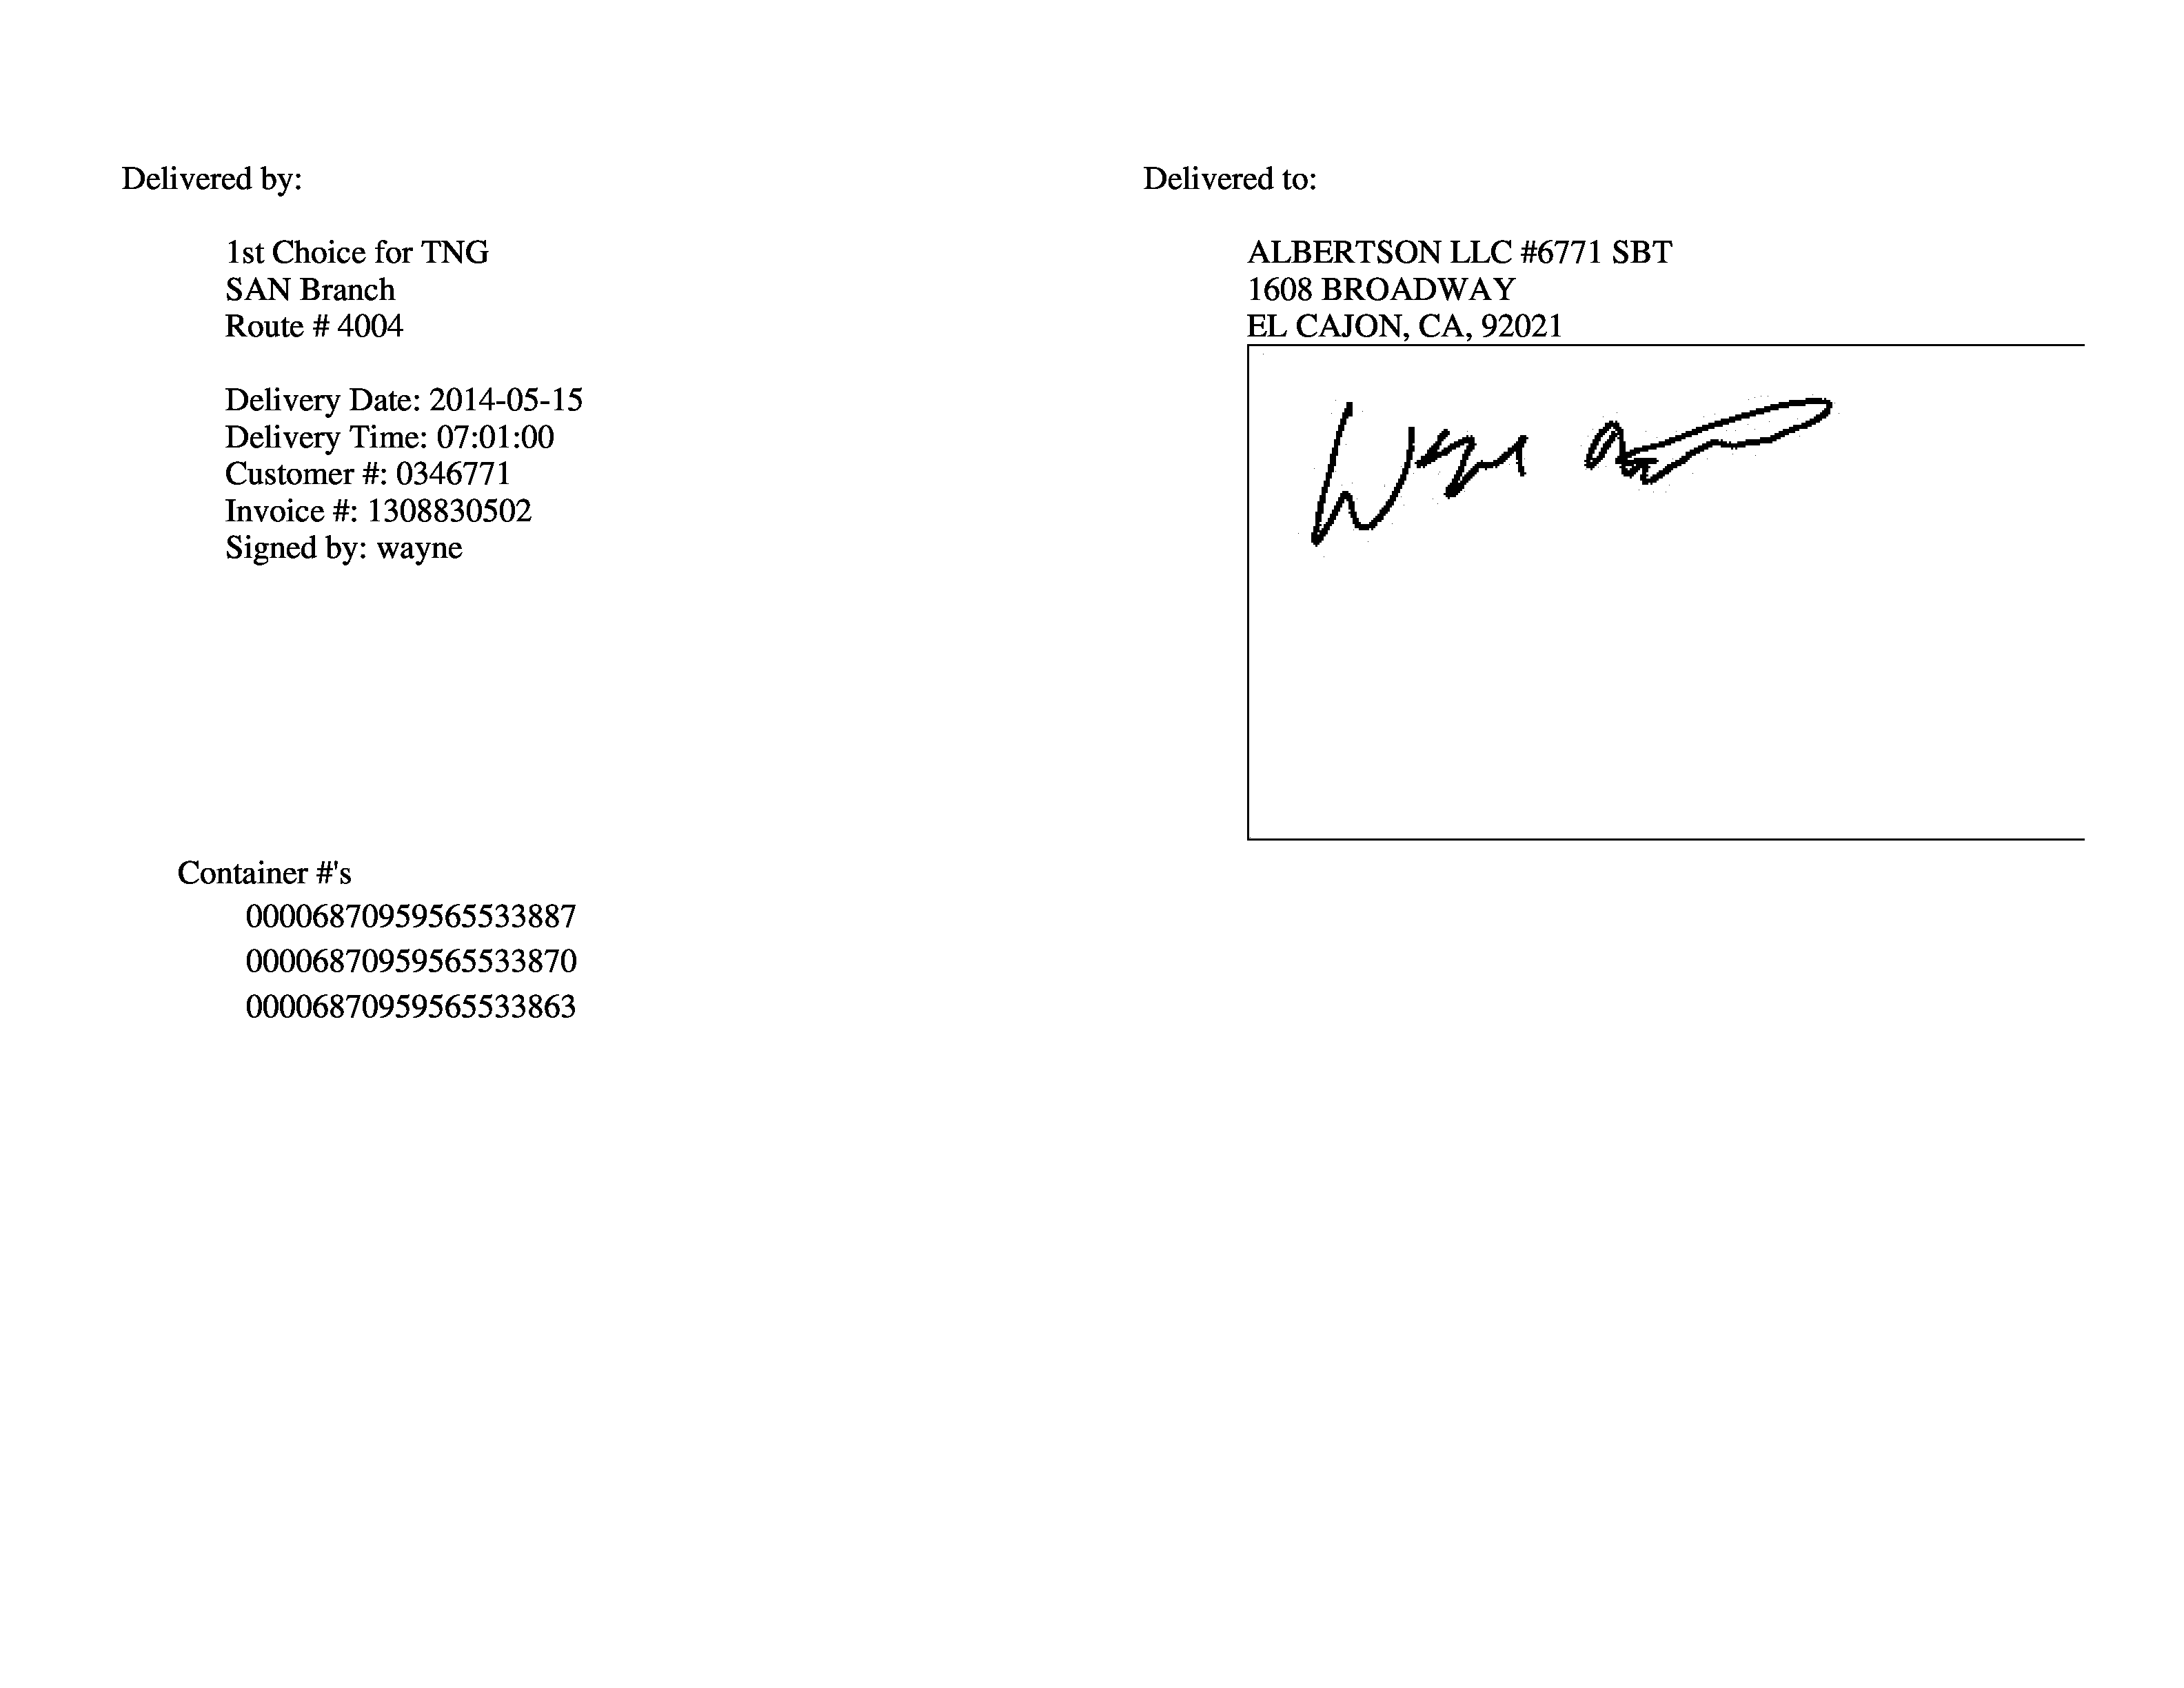 Delivered by:
1st Choice for TNG
SAN Branch
Route # 4004
Delivery Date: 2014-05-15
Delivery Time: 07:01:00
Customer #: 0346771
Invoice #: 1308830502
Signed by: wayne
Delivered to:
ALBERTSON LLC #6771 SBT
1608 BROADWAY
EL CAJON, CA, 92021
Container #'s
00006870959565533887
00006870959565533870
00006870959565533863